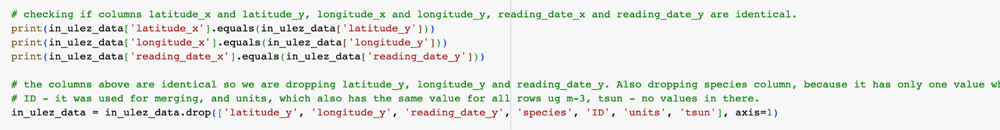 # checking if columns latitude_x and latitude_y, longitude_x and longitude_y, reading_date_x and reading_date_y are identical.
print(in_ulez_data['latitude_x'].equals(in_ulez_data['latitude_y']))
print(in_ulez_data['longitude_x'].equals(in_ulez_data['longitude_y']))
print(in_ulez_data['reading_date_x'].equals(in_ulez_data['reading_date_y']))
# the columns above are identical so we are dropping latitude_y, longitude_y and reading_date_y. Also dropping species column, because it has only one value
# ID - it was used for merging, and units, which also has the same value for all rows ug m-3, tsun - no values in there.
in_ulez_data = in_ulez_data.drop(['latitude_y', 'longitude_y', 'reading_date_y', 'species', 'ID', 'units', 'tsun'], axis=1)